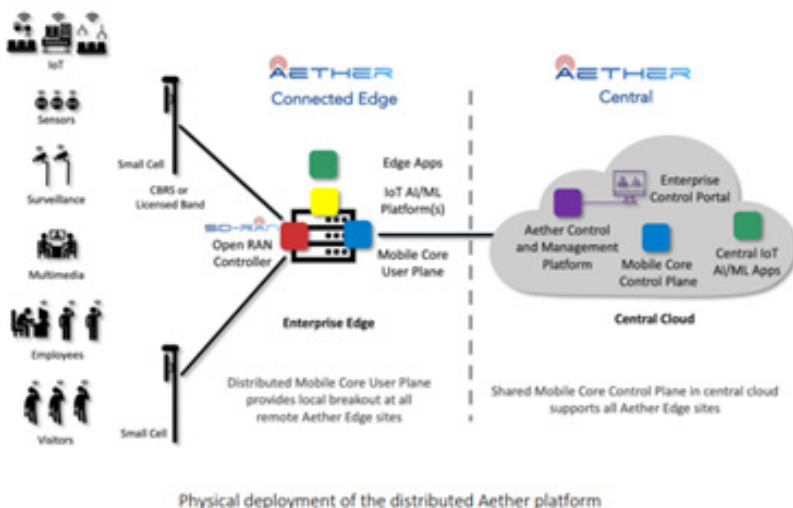 IoT
Sensors
Surveillance
Multimedia
Employees
Visitors
Small Cell
CBRS or
Licensed Band
Small Cell
AETHER
Connected Edge
Edge Apps
IoT AI/ML
Platform(s)
SD-RAN
Open RAN
Controller
Mobile Core
User Plane
Enterprise Edge
Distributed Mobile Core User Plane
provides local breakout at all
remote Aether Edge sites
AETHER
Central
Enterprise
Control Portal
Aether Control
and Management
Platform
Mobile Core
Control Plane
Central IoT
AI/ML Apps
Central Cloud
Shared Mobile Core Control Plane in central cloud
supports all Aether Edge sites
Physical deployment of the distributed Aether platform